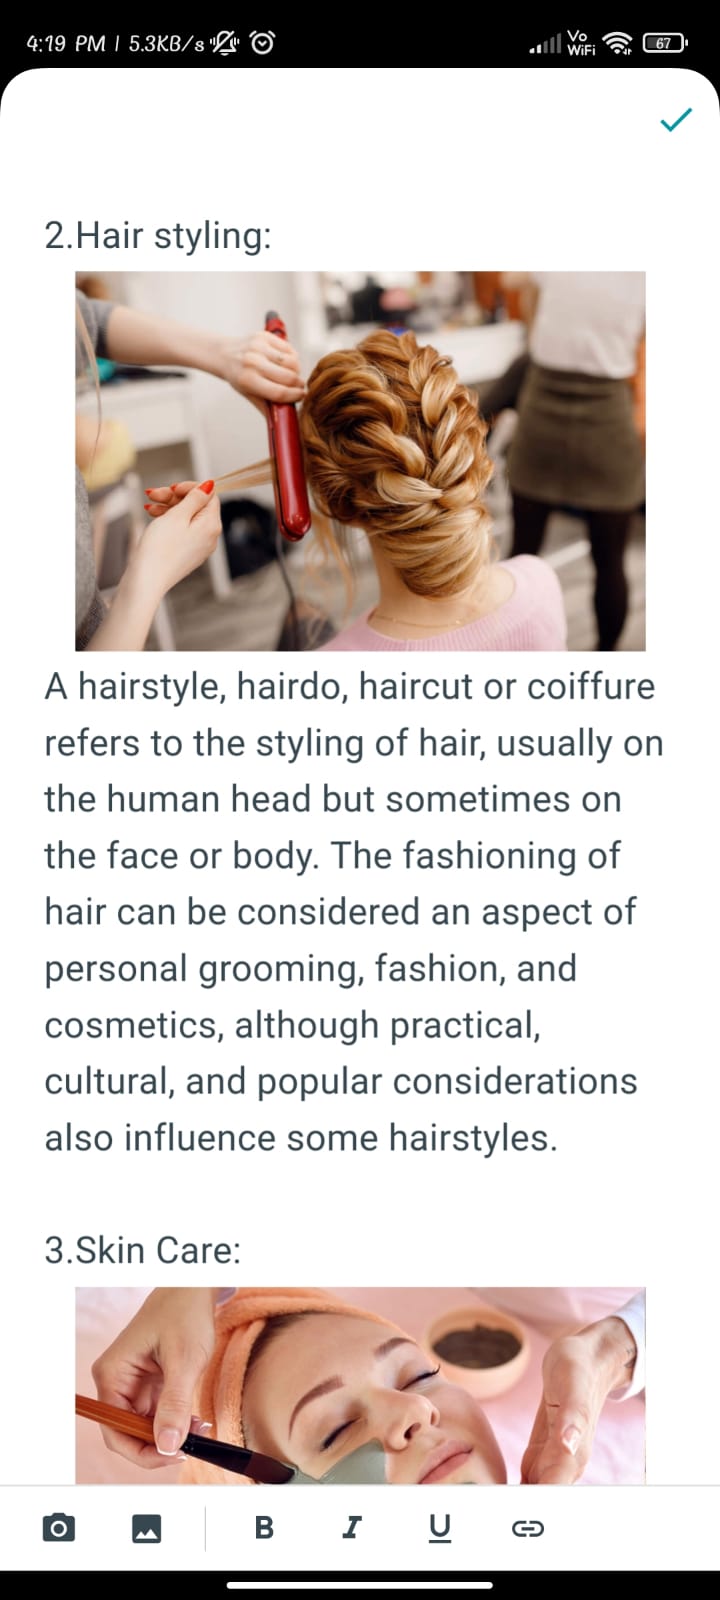 4:19 PM | 5.3KB/s
Vo
WiFi
67
2.Hair styling:
A hairstyle, hairdo, haircut or coiffure
refers to the styling of hair, usually on
the human head but sometimes on
the face or body. The fashioning of
hair can be considered an aspect of
personal grooming, fashion, and
cosmetics, although practical,
cultural, and popular considerations
also influence some hairstyles.
3.Skin Care:
B
I
U